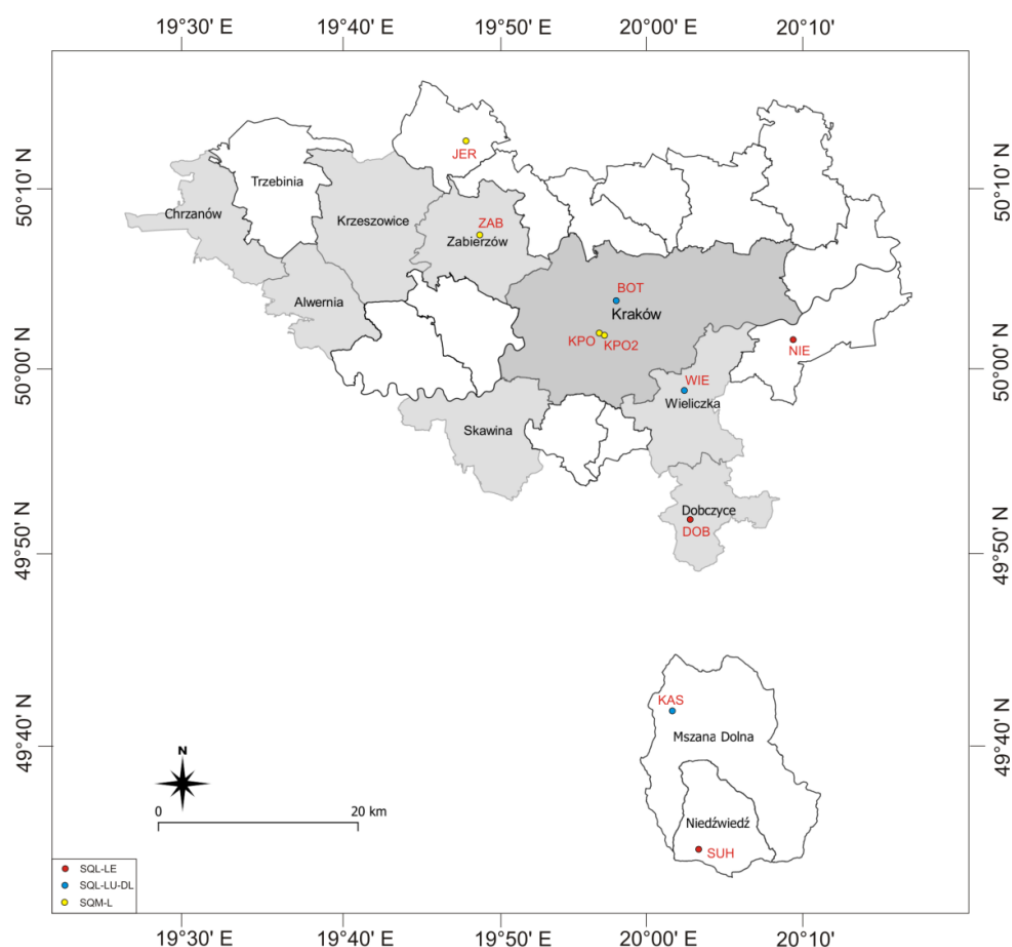 19°30' E
19°40' E
19°50' E
20°00' E
20°10' E
50°10' N
50°10' N
50°00' N
50°00' N
49°50' N
49°50' N
49°40' N
49°40' N
JER
Trzebinia
Chrzanów
Krzeszowice
ZAB
Zabierzów
BOT
Alwernia
Kraków
KPO
KPO2
NIE
WIE
Wieliczka
Skawina
Dobczyce
DOB
KAS
Mszana Dolna
N
0
20 km
Niedźwiedź
SUH
SQL-LE
SQL-LU-DL
SQM-L
19°30' E
19°40' E
19°50' E
20°00' E
20°10' E